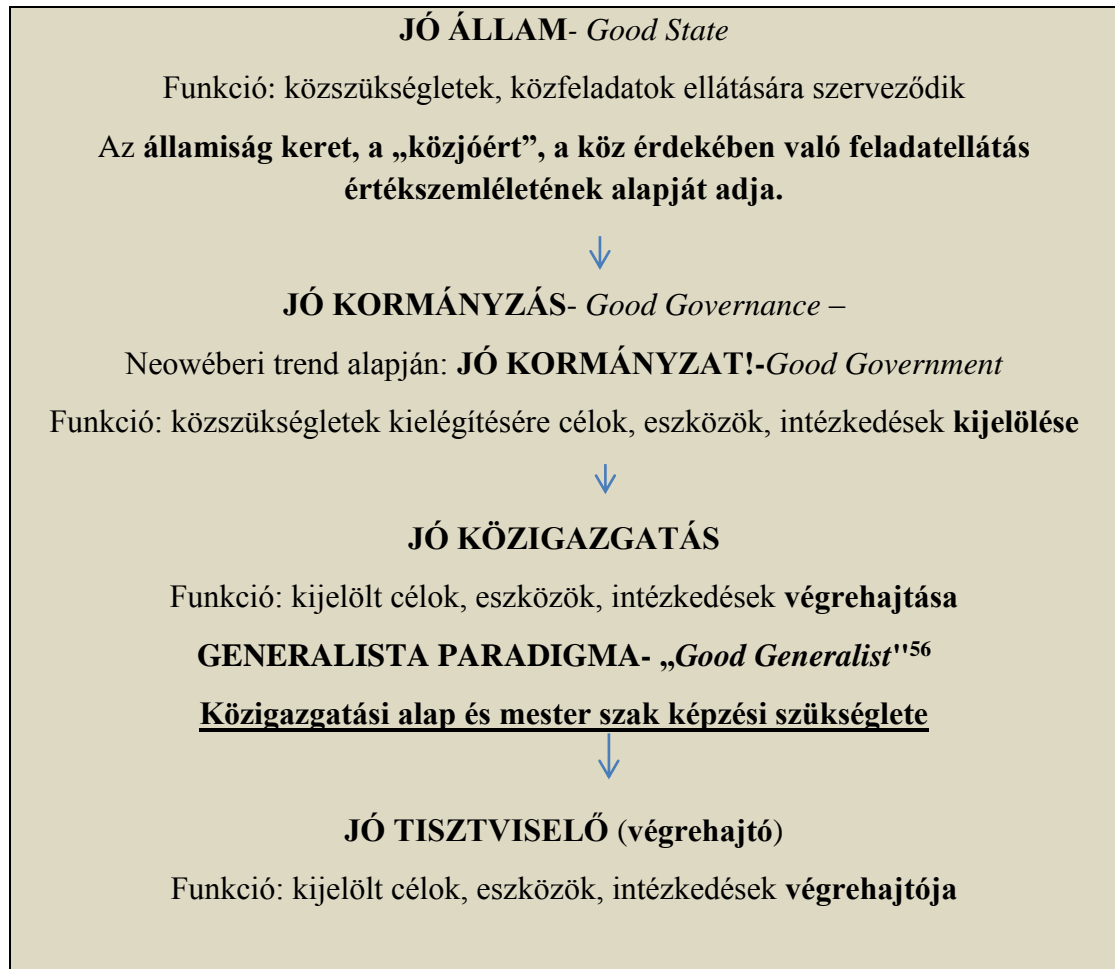 JÓ ÁLLAM- Good State
Funkció: közszükségletek, közfeladatok ellátására szerveződik
Az államiság keret, a „közjóért”, a köz érdekében való feladatellátás
értékszemléletének alapját adja.
JÓ KORMÁNYZÁS- Good Governance –
Neowéberi trend alapján: JÓ KORMÁNYZAT!-Good Government
Funkció: közszükségletek kielégítésére célok, eszközök, intézkedések kijelölése
JÓ KÖZIGAZGATÁS
Funkció: kijelölt célok, eszközök, intézkedések végrehajtása
GENERALISTA PARADIGMA- „Good Generalist"56
Közigazgatási alap és mester szak képzési szükséglete
JÓ TISZTVISELŐ (végrehajtó)
Funkció: kijelölt célok, eszközök, intézkedések végrehajtója